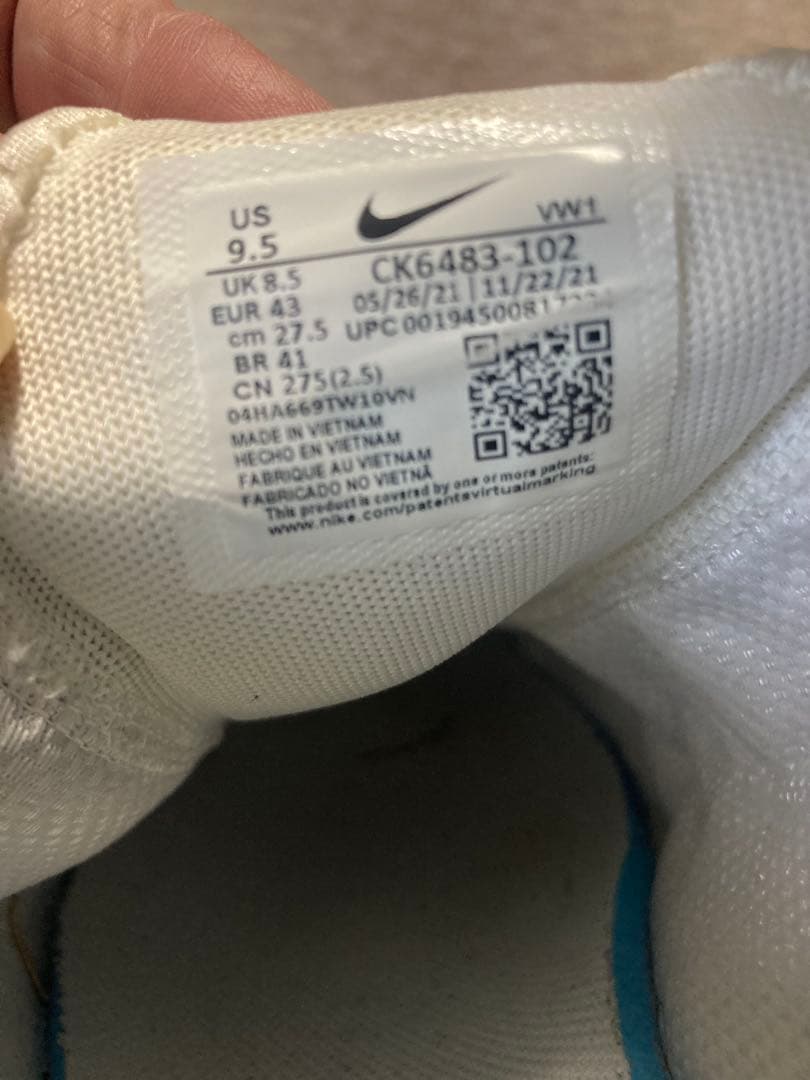 US
9.5
VW1
CK6483-102
UK 8.5
05/26/21 | 11/22/21
EUR 43
cm 27.5
UPC
BR 41
CN 275(2.5)
04HA669TW10VN
MADE IN VIETNAM
HECHO EN VIETNAM
FABRIQUE AU VIETNAM
FABRICADO NO VIETNÃ
This product is covered by one or more patents:
www.nike.com/patentsvirtualmarking